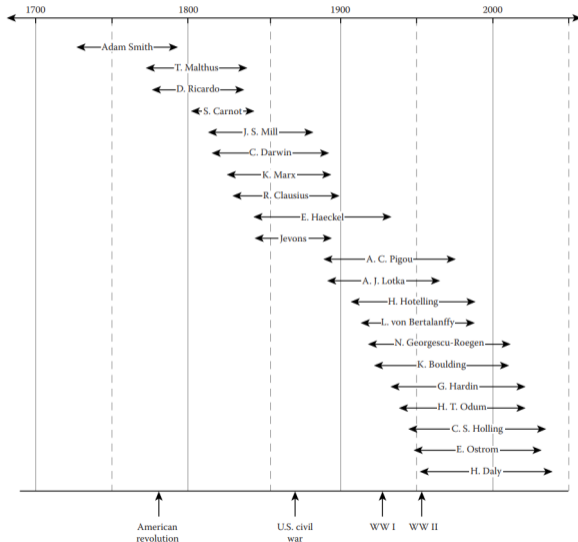 1700 1800 1900 2000
Adam Smith
T. Malthus
D. Ricardo
S. Carnot
J. S. Mill
C. Darwin
K. Marx
R. Clausius
E. Haeckel
Jevons
A. C. Pigou
A. J. Lotka
H. Hotelling
L. von Bertalanffy
N. Georgescu-Roegen
K. Boulding
G. Hardin
H. T. Odum
C. S. Holling
E. Ostrom
H. Daly
American
revolution
U.S. civil
war
WW I
WW II